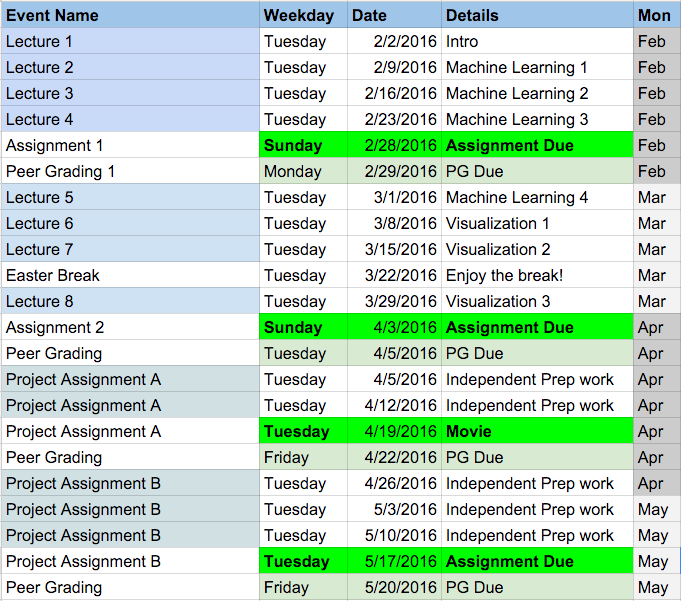 Event Name Weekday Date Details Mon
Lecture 1 Tuesday 2/2/2016 Intro Feb
Lecture 2 Tuesday 2/9/2016 Machine Learning 1 Feb
Lecture 3 Tuesday 2/16/2016 Machine Learning 2 Feb
Lecture 4 Tuesday 2/23/2016 Machine Learning 3 Feb
Assignment 1 Sunday 2/28/2016 Assignment Due Feb
Peer Grading 1 Monday 2/29/2016 PG Due Feb
Lecture 5 Tuesday 3/1/2016 Machine Learning 4 Mar
Lecture 6 Tuesday 3/8/2016 Visualization 1 Mar
Lecture 7 Tuesday 3/15/2016 Visualization 2 Mar
Easter Break Tuesday 3/22/2016 Enjoy the break! Mar
Lecture 8 Tuesday 3/29/2016 Visualization 3 Mar
Assignment 2 Sunday 4/3/2016 Assignment Due Apr
Peer Grading Tuesday 4/5/2016 PG Due Apr
Project Assignment A Tuesday 4/5/2016 Independent Prep work Apr
Project Assignment A Tuesday 4/12/2016 Independent Prep work Apr
Project Assignment A Tuesday 4/19/2016 Movie Apr
Peer Grading Friday 4/22/2016 PG Due Apr
Project Assignment B Tuesday 4/26/2016 Independent Prep work Apr
Project Assignment B Tuesday 5/3/2016 Independent Prep work May
Project Assignment B Tuesday 5/10/2016 Independent Prep work May
Project Assignment B Tuesday 5/17/2016 Assignment Due May
Peer Grading Friday 5/20/2016 PG Due May